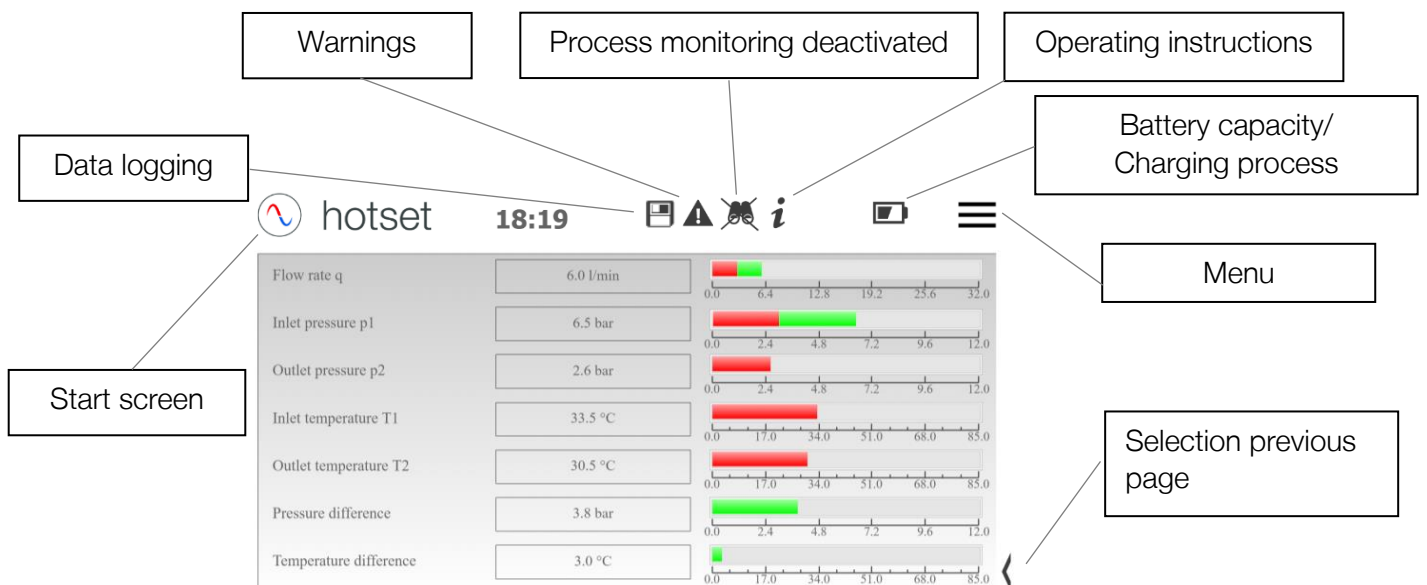 Warnings
Process monitoring deactivated
Operating instructions
Battery capacity/
Charging process
Data logging
hotset 18:19
Menu
Flow rate q 6.0 l/min
0.0 6.4 12.8 19.2 25.6 32.0
Inlet pressure p1 6.5 bar
0.0 2.4 4.8 7.2 9.6 12.0
Outlet pressure p2 2.6 bar
0.0 2.4 4.8 7.2 9.6 12.0
Start screen
Inlet temperature T1 33.5 °C
0.0 17.0 34.0 51.0 68.0 85.0
Selection previous
page
Outlet temperature T2 30.5 °C
0.0 17.0 34.0 51.0 68.0 85.0
Pressure difference 3.8 bar
0.0 2.4 4.8 7.2 9.6 12.0
Temperature difference 3.0 °C
0.0 17.0 34.0 51.0 68.0 85.0